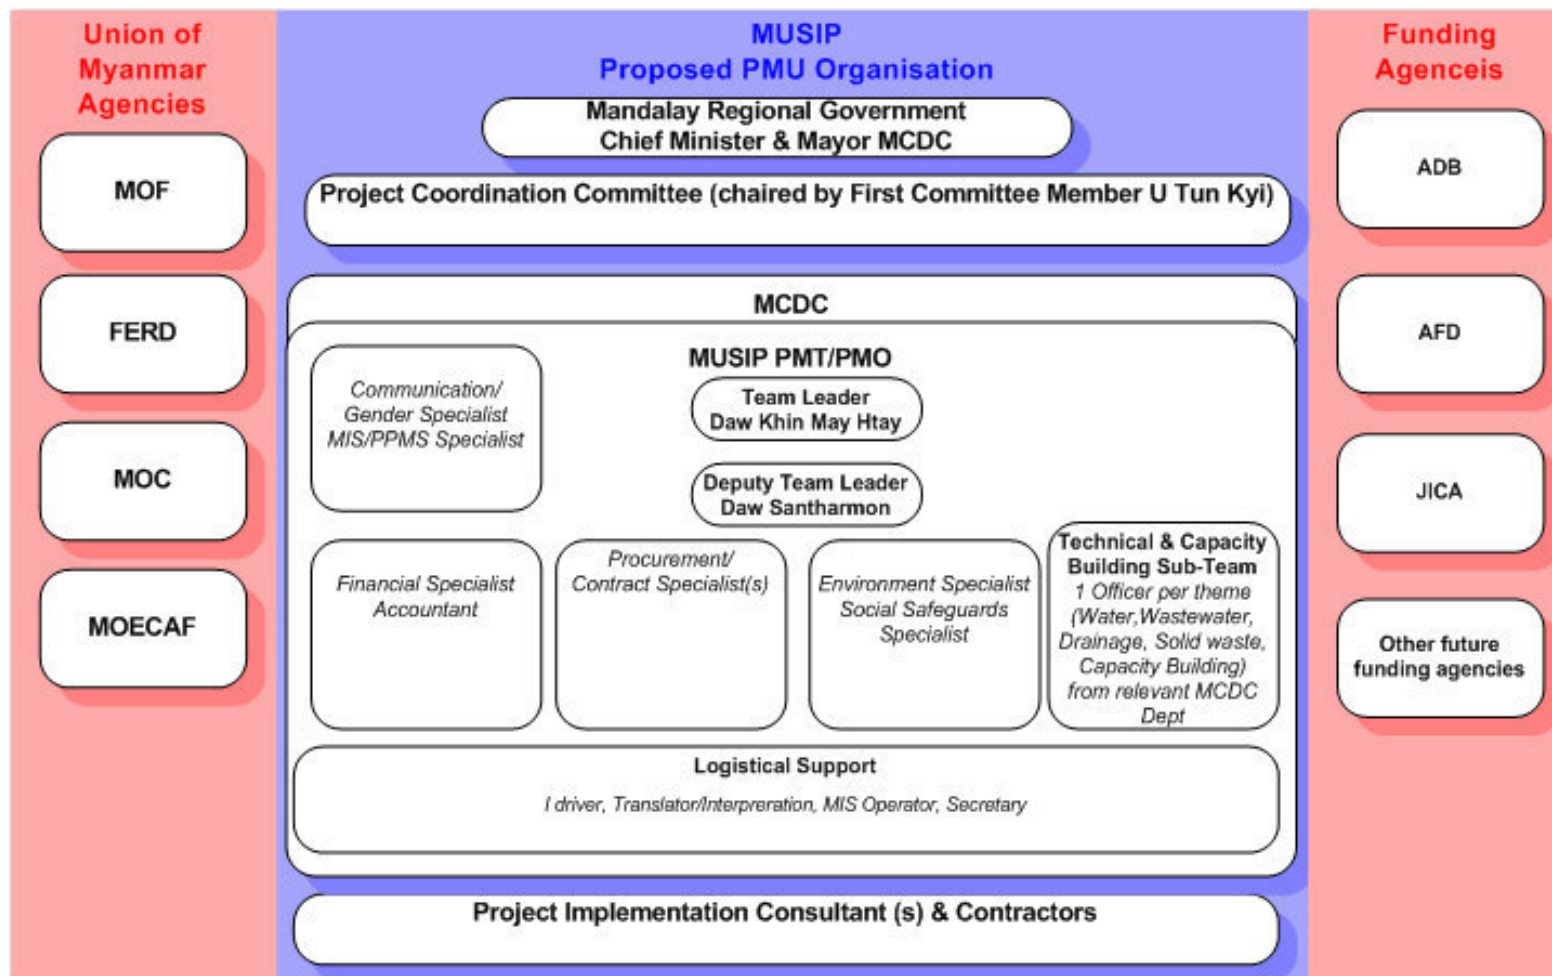 Union of
Myanmar
Agencies
MOF
FERD
MOC
MOECAF
MUSIP
Proposed PMU Organisation
Mandalay Regional Government
Chief Minister & Mayor MCDC
Project Coordination Committee (chaired by First Committee Member U Tun Kyi)
MCDC
MUSIP PMT/PMO
Team Leader
Daw Khin May Htay
Deputy Team Leader
Daw Santharmon
Communication/
Gender Specialist
MIS/PPMS Specialist
Financial Specialist
Accountant
Procurement/
Contract Specialist(s)
Environment Specialist
Social Safeguards
Specialist
Technical & Capacity
Building Sub-Team
1 Officer per theme
(Water,Wastewater,
Drainage, Solid waste,
Capacity Building)
from relevant MCDC
Dept
Logistical Support
I driver, Translator/Interpreration, MIS Operator, Secretary
Project Implementation Consultant (s) & Contractors
Funding
Agenceis
ADB
AFD
JICA
Other future
funding agencies